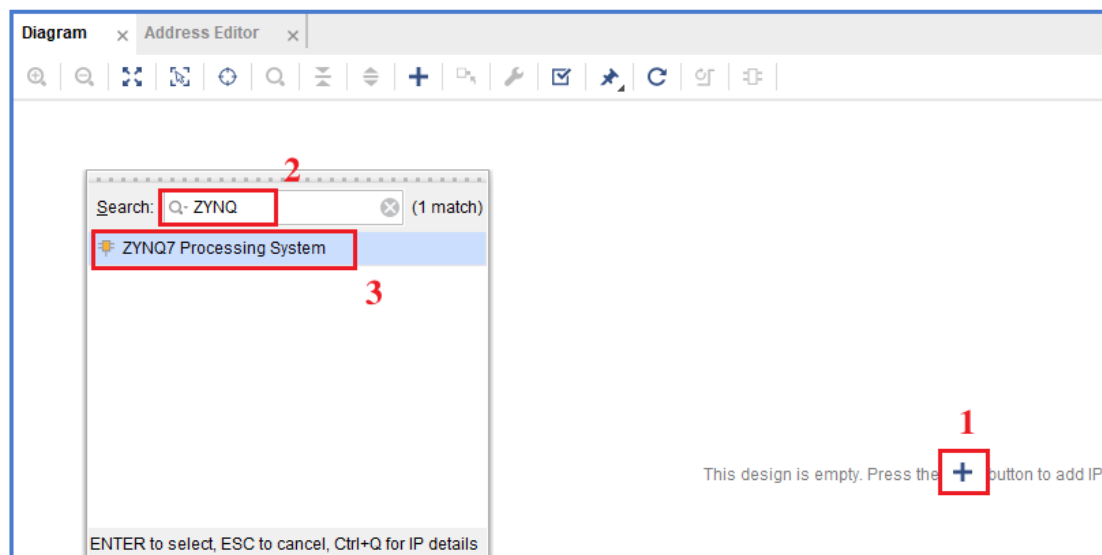 Diagram
Address Editor
2
Search: ZYNQ (1 match)
ZYNQ7 Processing System
3
1
This design is empty. Press the + button to add IP
ENTER to select, ESC to cancel, Ctrl+Q for IP details